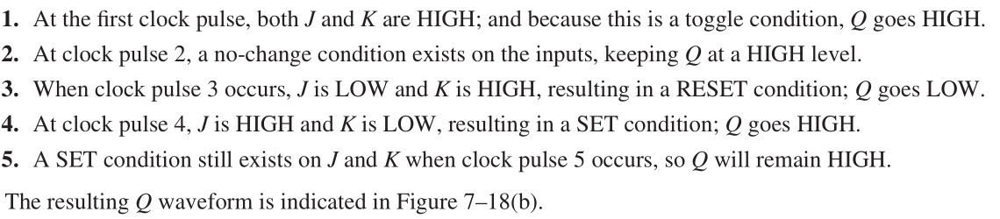 1. At the first clock pulse, both J and K are HIGH; and because this is a toggle condition, Q goes HIGH.
2. At clock pulse 2, a no-change condition exists on the inputs, keeping Q at a HIGH level.
3. When clock pulse 3 occurs, J is LOW and K is HIGH, resulting in a RESET condition; Q goes LOW.
4. At clock pulse 4, J is HIGH and K is LOW, resulting in a SET condition; Q goes HIGH.
5. A SET condition still exists on J and K when clock pulse 5 occurs, so Q will remain HIGH.
The resulting Q waveform is indicated in Figure 7–18(b).